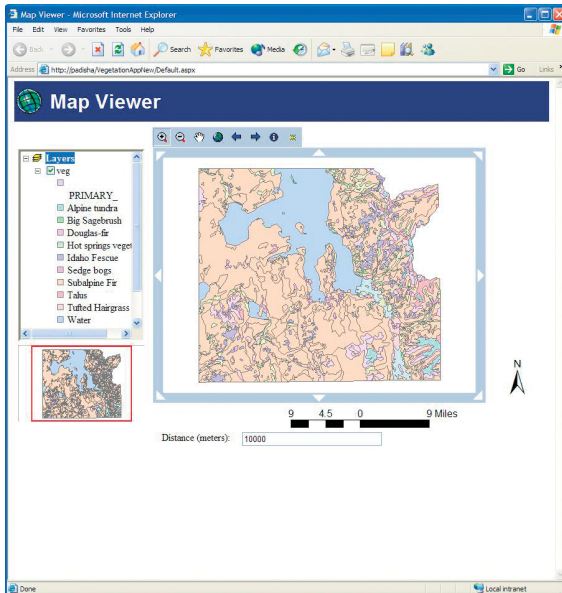 Map Viewer - Microsoft Internet Explorer
File Edit View Favorites Tools Help
Back Search Favorites Media
Address http://padisha/VegetationAppNew/Default.aspx Go Links
Map Viewer
Layers
veg
PRIMARY_
Alpine tundra
Big Sagebrush
Douglas-fir
Hot springs veget
Idaho Fescue
Sedge bogs
Subalpine Fir
Talus
Tufted Hairgrass
Water
N
9 4.5 0 9 Miles
Distance (meters): 10000
Done Local intranet